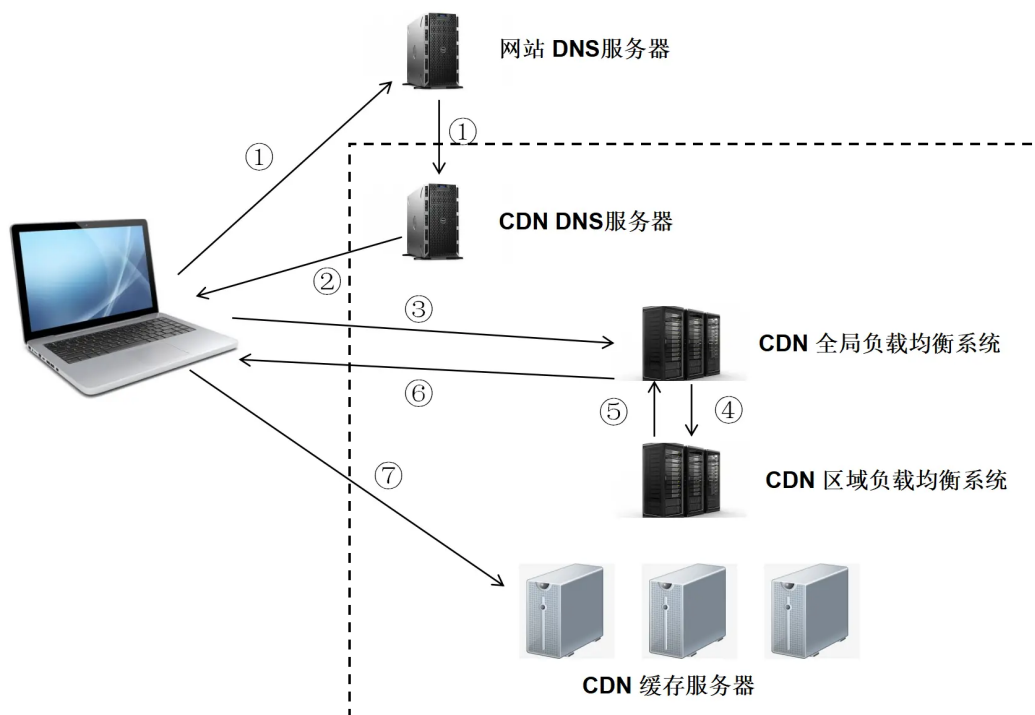 网站 DNS服务器
①
①
CDN DNS服务器
②
③
CDN 全局负载均衡系统
⑥
⑤
④
⑦
CDN 区域负载均衡系统
CDN 缓存服务器